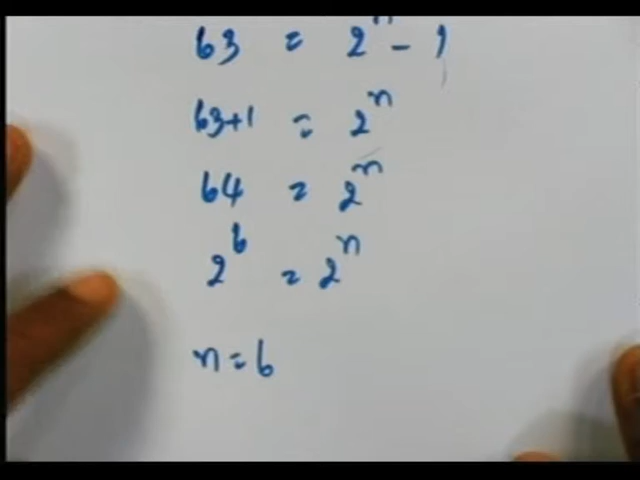 63 = 2ⁿ - 1
63+1 = 2ⁿ
64 = 2ⁿ
2⁶ = 2ⁿ
n = 6